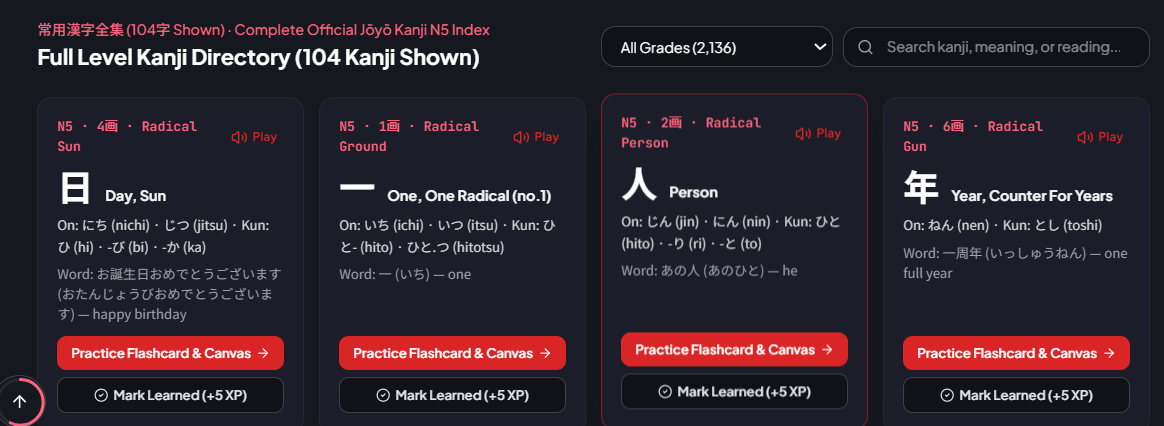 常用漢字全集 (104字 Shown) · Complete Official Jōyō Kanji N5 Index
Full Level Kanji Directory (104 Kanji Shown)
All Grades (2,136)
Search kanji, meaning, or reading...
N5 · 4画 · Radical
Sun
Play
日 Day, Sun
On: にち (nichi) · じつ (jitsu) · Kun:
ひ (hi) · -び (bi) · -か (ka)
Word: お誕生日おめでとうございます
(おたんじょうびおめでとうございま
す) — happy birthday
Practice Flashcard & Canvas →
Mark Learned (+5 XP)
N5 · 1画 · Radical
Ground
Play
一 One, One Radical (no.1)
On: いち (ichi) · いつ (itsu) · Kun: ひ
と- (hito) · ひと.つ (hitotsu)
Word: 一 (いち) — one
Practice Flashcard & Canvas →
Mark Learned (+5 XP)
N5 · 2画 · Radical
Person
Play
人 Person
On: じん (jin) · にん (nin) · Kun: ひと
(hito) · -り (ri) · -と (to)
Word: あの人 (あのひと) — he
Practice Flashcard & Canvas →
Mark Learned (+5 XP)
N5 · 6画 · Radical
Gun
Play
年 Year, Counter For Years
On: ねん (nen) · Kun: とし (toshi)
Word: 一周年 (いっしゅうねん) — one
full year
Practice Flashcard & Canvas →
Mark Learned (+5 XP)